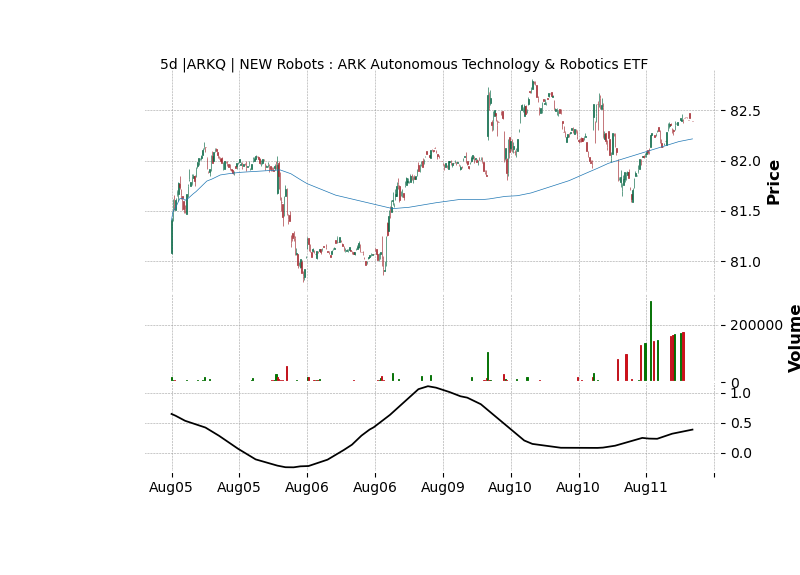 5d |ARKQ | NEW Robots : ARK Autonomous Technology & Robotics ETF
82.5
82.0
81.5
81.0
Price
200000
0
Volume
1.0
0.5
0.0
Aug05 Aug05 Aug06 Aug06 Aug09 Aug10 Aug10 Aug11